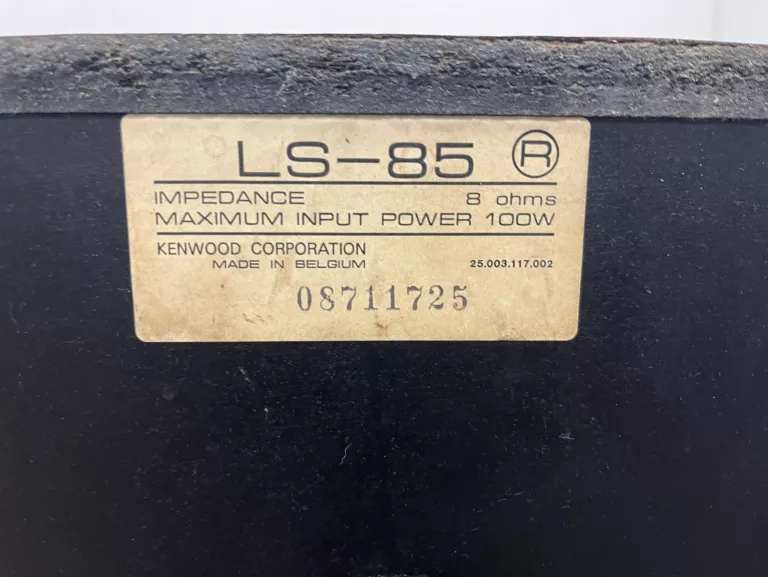 LS-85 Ⓡ
IMPEDANCE 8 ohms
MAXIMUM INPUT POWER 100W
KENWOOD CORPORATION
MADE IN BELGIUM 25.003.117.002
08711725